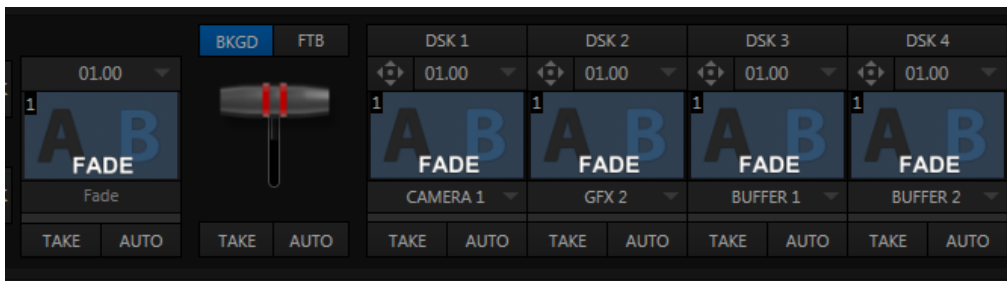 BKGD FTB DSK 1 DSK 2 DSK 3 DSK 4
01.00 01.00 01.00 01.00 01.00
1 1 1 1 1
A B A B A B A B A B
FADE FADE FADE FADE FADE
Fade CAMERA 1 GFX 2 BUFFER 1 BUFFER 2
TAKE AUTO TAKE AUTO TAKE AUTO TAKE AUTO TAKE AUTO TAKE AUTO